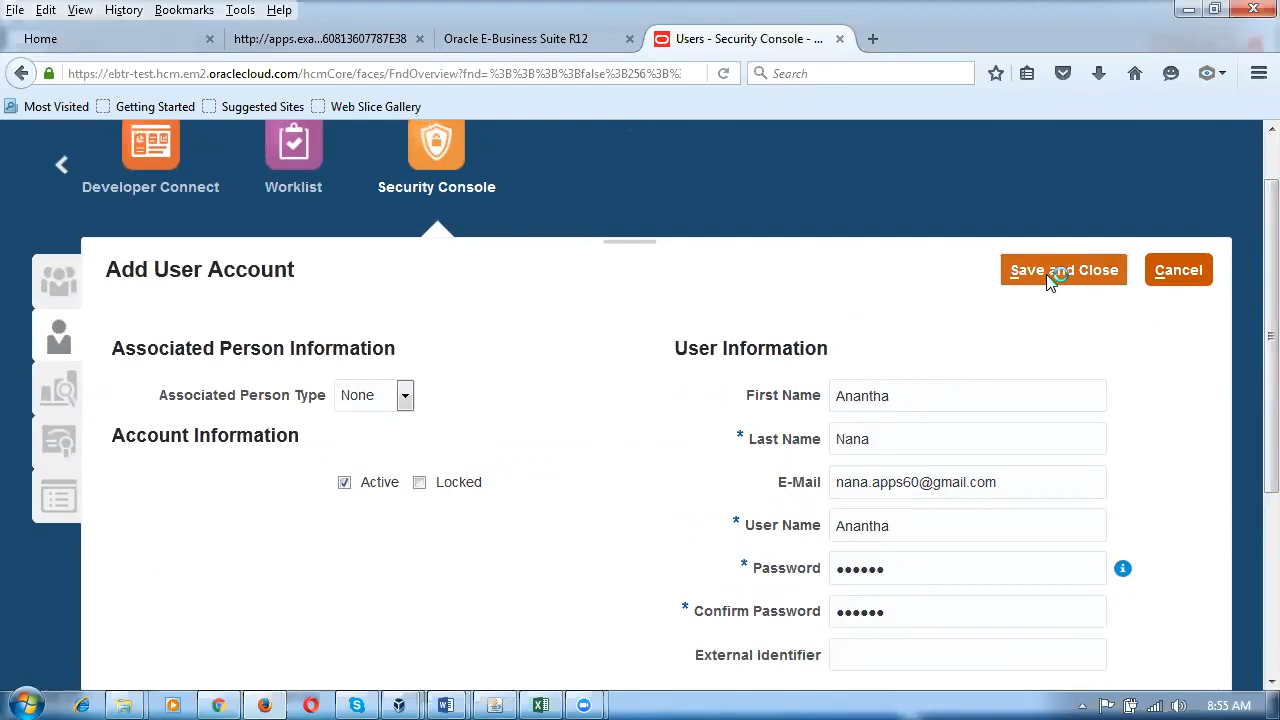 File Edit View History Bookmarks Tools Help
Home http://apps.exa...6081360778?/E38 Oracle E-Business Suite R12 Users - Security Console - ...
https://ebtr-test.hcm.em2.oraclecloud.com/hcmCore/faces/FndOverview?fnd=%3B%3B%3B%3Bfalse%3B256%3B%: Search
Most Visited Getting Started Suggested Sites Web Slice Gallery
Developer Connect Worklist Security Console
Add User Account Save and Close Cancel
Associated Person Information User Information
Associated Person Type None First Name Anantha
Account Information * Last Name Nana
Active Locked E-Mail nana.apps60@gmail.com
* User Name Anantha
* Password ••••••
* Confirm Password ••••••
External Identifier
8:55 AM